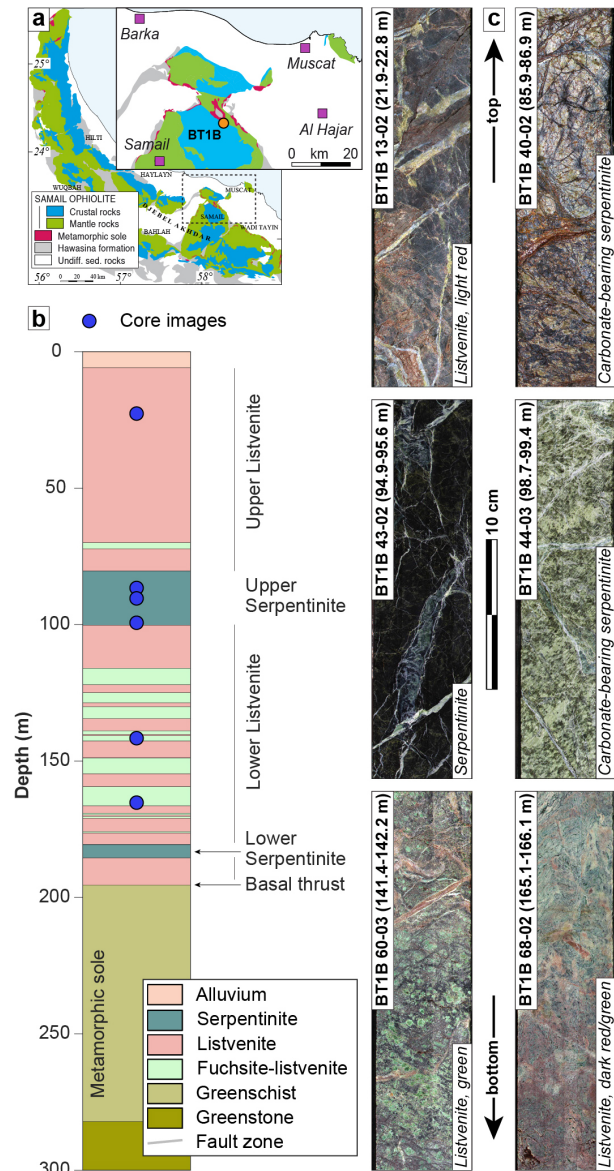 a
Barka
Muscat
Al Hajar
BT1B
Samail
0 km 20
25°
24°
HILTI
WUQBAH
HAYLAYN
MUSCAT
SAMAIL
DJEBEL AKHDAR
WADI TAYIN
BAHLAH
SAMAIL OPHIOLITE
Crustal rocks
Mantle rocks
Metamorphic sole
Hawasina formation
Undiff. sed. rocks
56°
57°
58°
0 20 40 km
b
Core images
0
50
100
150
200
250
300
Depth (m)
Upper Listvenite
Upper
Serpentinite
Lower Listvenite
Lower
Serpentinite
Basal thrust
Metamorphic sole
Alluvium
Serpentinite
Listvenite
Fuchsite-listvenite
Greenschist
Greenstone
Fault zone
c
BT1B 13-02 (21.9-22.8 m)
Listvenite, light red
top
BT1B 40-02 (85.9-86.9 m)
Carbonate-bearing serpentinite
BT1B 43-02 (94.9-95.6 m)
Serpentinite
10 cm
BT1B 44-03 (98.7-99.4 m)
Carbonate-bearing serpentinite
BT1B 60-03 (141.4-142.2 m)
Listvenite, green
bottom
BT1B 68-02 (165.1-166.1 m)
Listvenite, dark red/green